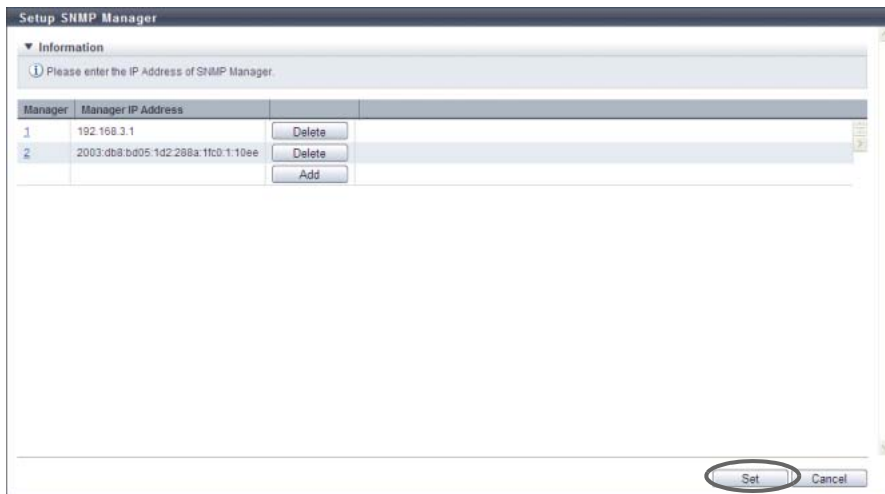 Setup SNMP Manager
▼ Information
Please enter the IP Address of SNMP Manager.
Manager Manager IP Address
1 192.168.3.1 Delete
2 2003:db8:bd05:1d2:288a:1fc0:1:10ee Delete
Add
Set Cancel